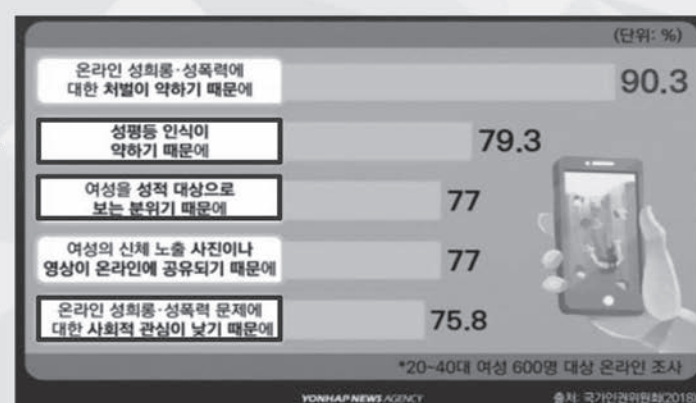 (단위: %)
온라인 성희롱·성폭력에
대한 처벌이 약하기 때문에
90.3
성평등 인식이
약하기 때문에
79.3
여성을 성적 대상으로
보는 분위기 때문에
77
여성의 신체 노출 사진이나
영상이 온라인에 공유되기 때문에
77
온라인 성희롱·성폭력 문제에
대한 사회적 관심이 낮기 때문에
75.8
*20~40대 여성 600명 대상 온라인 조사
YONHAP NEWS AGENCY
출처: 국가인권위원회(2018)